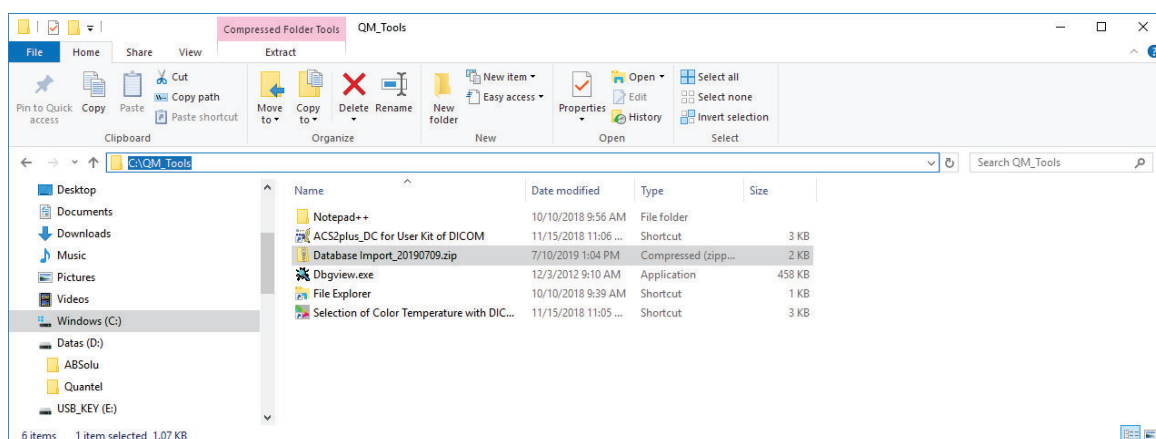 Compressed Folder Tools QM_Tools
File Home Share View Extract
Pin to Quick access
Copy
Paste
Cut
Copy path
Paste shortcut
Clipboard
Move to
Copy to
Delete
Rename
Organize
New folder
New item
Easy access
New
Properties
Open
Edit
History
Open
Select all
Select none
Invert selection
Select
C:\QM_Tools
Search QM_Tools
Desktop
Documents
Downloads
Music
Pictures
Videos
Windows (C:)
Datas (D:)
ABSolu
Quantel
USB_KEY (E:)
Name Date modified Type Size
Notepad++ 10/10/2018 9:56 AM File folder
ACS2plus_DC for User Kit of DICOM 11/15/2018 11:06 ... Shortcut 3 KB
Database Import_20190709.zip 7/10/2019 1:04 PM Compressed (zipp... 2 KB
Dbgview.exe 12/3/2012 9:10 AM Application 458 KB
File Explorer 10/10/2018 9:39 AM Shortcut 1 KB
Selection of Color Temperature with DIC... 11/15/2018 11:05 ... Shortcut 3 KB
6 items 1 item selected 1.07 KB